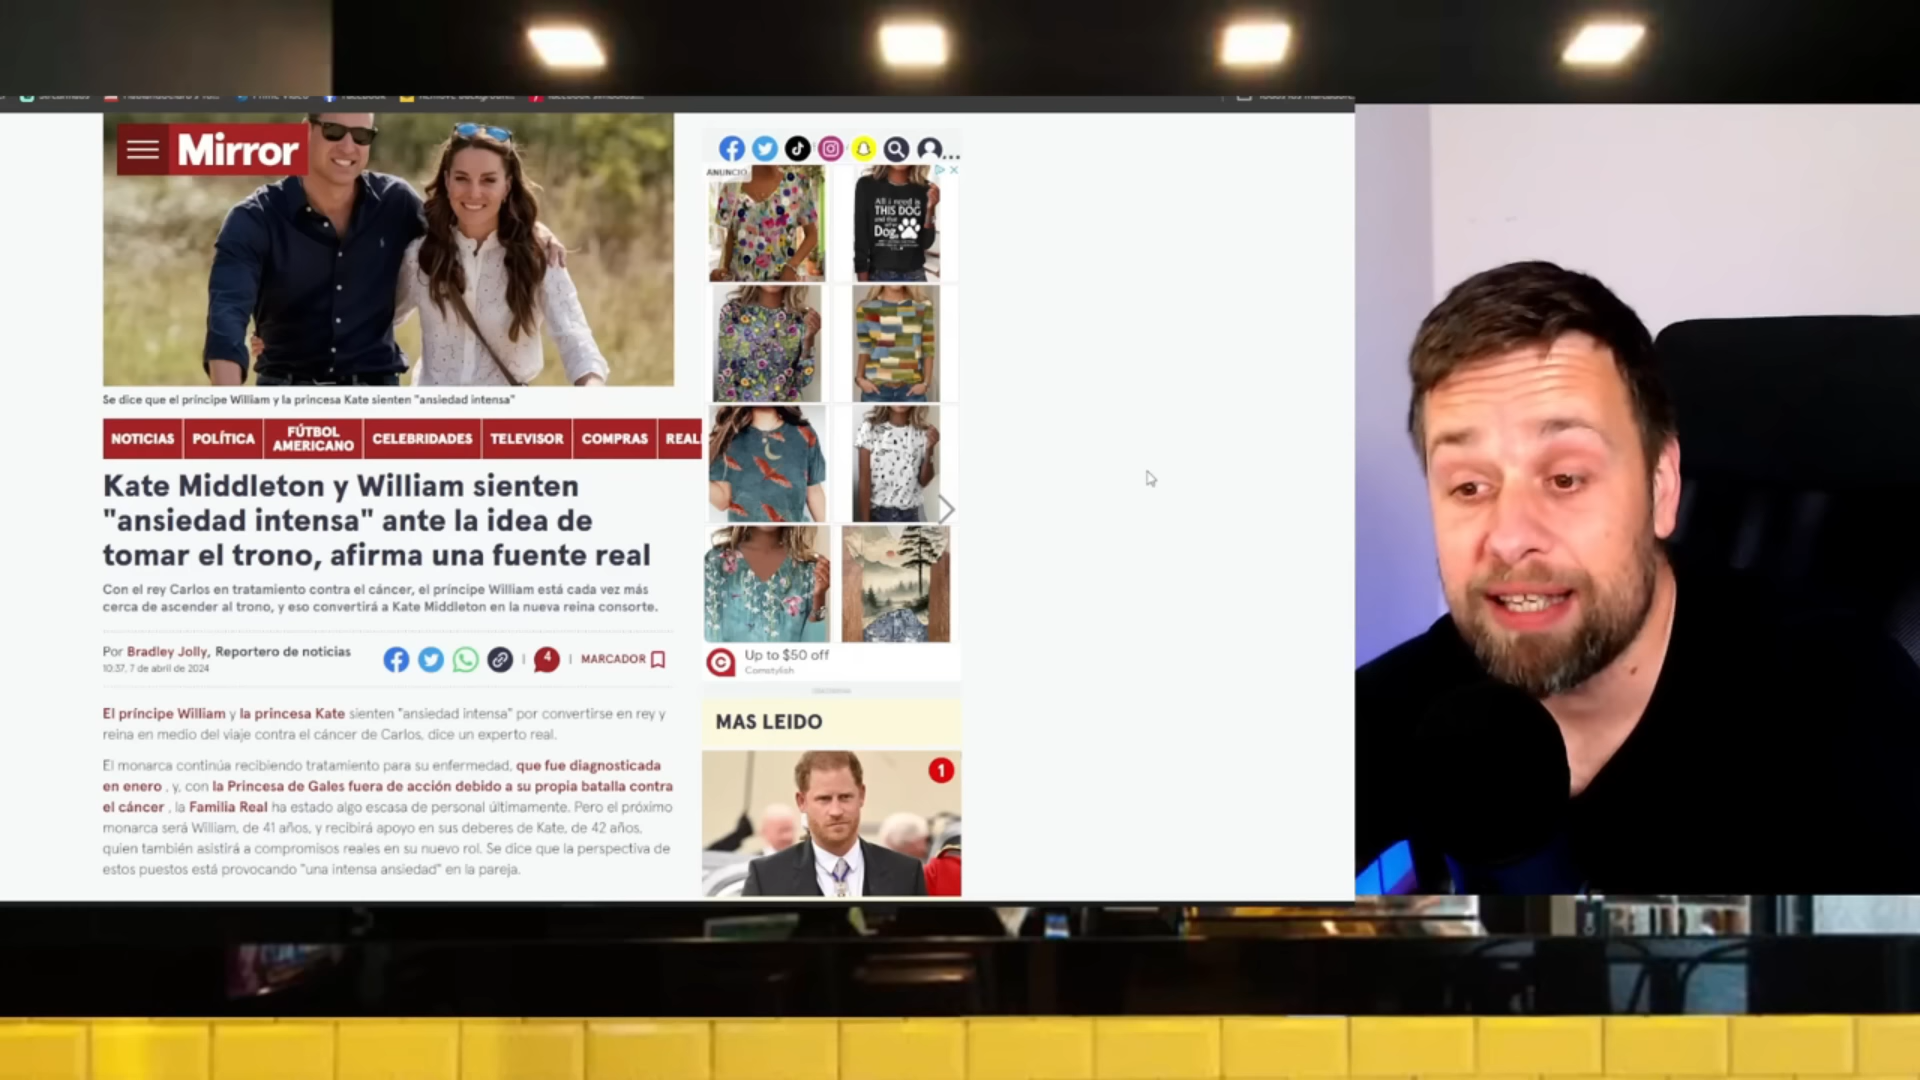 Mirror
ANUNCIO
All i need is
THIS DOG
and that
Dog
Se dice que el príncipe William y la princesa Kate sienten "ansiedad intensa"
NOTICIAS
POLÍTICA
FÚTBOL
AMERICANO
CELEBRIDADES
TELEVISOR
COMPRAS
REAL
Kate Middleton y William sienten
"ansiedad intensa" ante la idea de
tomar el trono, afirma una fuente real
Con el rey Carlos en tratamiento contra el cáncer, el príncipe William está cada vez más
cerca de ascender al trono, y eso convertirá a Kate Middleton en la nueva reina consorte.
Por Bradley Jolly, Reportero de noticias
10:37, 7 de abril de 2024
4
MARCADOR
El príncipe William y la princesa Kate sienten "ansiedad intensa" por convertirse en rey y
reina en medio del viaje contra el cáncer de Carlos, dice un experto real.
El monarca continúa recibiendo tratamiento para su enfermedad, que fue diagnosticada
en enero , y, con la Princesa de Gales fuera de acción debido a su propia batalla contra
el cáncer , la Familia Real ha estado algo escasa de personal últimamente. Pero el próximo
monarca será William, de 41 años, y recibirá apoyo en sus deberes de Kate, de 42 años,
quien también asistirá a compromisos reales en su nuevo rol. Se dice que la perspectiva de
estos puestos está provocando "una intensa ansiedad" en la pareja.
Up to $50 off
Comstylish
MAS LEIDO
1